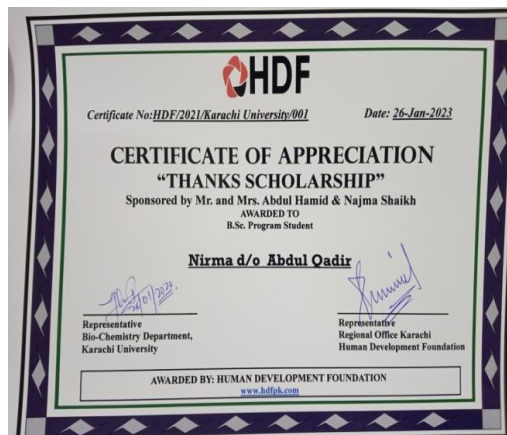 HDF
Certificate No:HDF/2021/Karachi University/001 Date: 26-Jan-2023
CERTIFICATE OF APPRECIATION
“THANKS SCHOLARSHIP”
Sponsored by Mr. and Mrs. Abdul Hamid & Najma Shaikh
AWARDED TO
B.Sc. Program Student
Nirma d/o Abdul Qadir
Representative
Bio-Chemistry Department,
Karachi University
Representative
Regional Office Karachi
Human Development Foundation
AWARDED BY: HUMAN DEVELOPMENT FOUNDATION
www.hdfpk.com